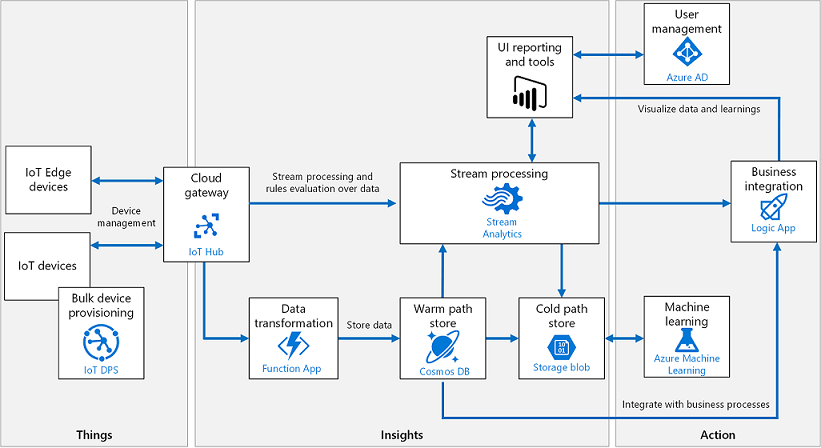 User
management
Azure AD
UI reporting
and tools
Visualize data and learnings
IoT Edge
devices
Cloud
gateway
IoT Hub
Stream processing and
rules evaluation over data
Stream processing
Stream
Analytics
Business
integration
Logic App
Device
management
IoT devices
Bulk device
provisioning
IoT DPS
Data
transformation
Function App
Store data
Warm path
store
Cosmos DB
Cold path
store
10
01
Storage blob
Machine
learning
Azure Machine
Learning
Integrate with business processes
Things
Insights
Action